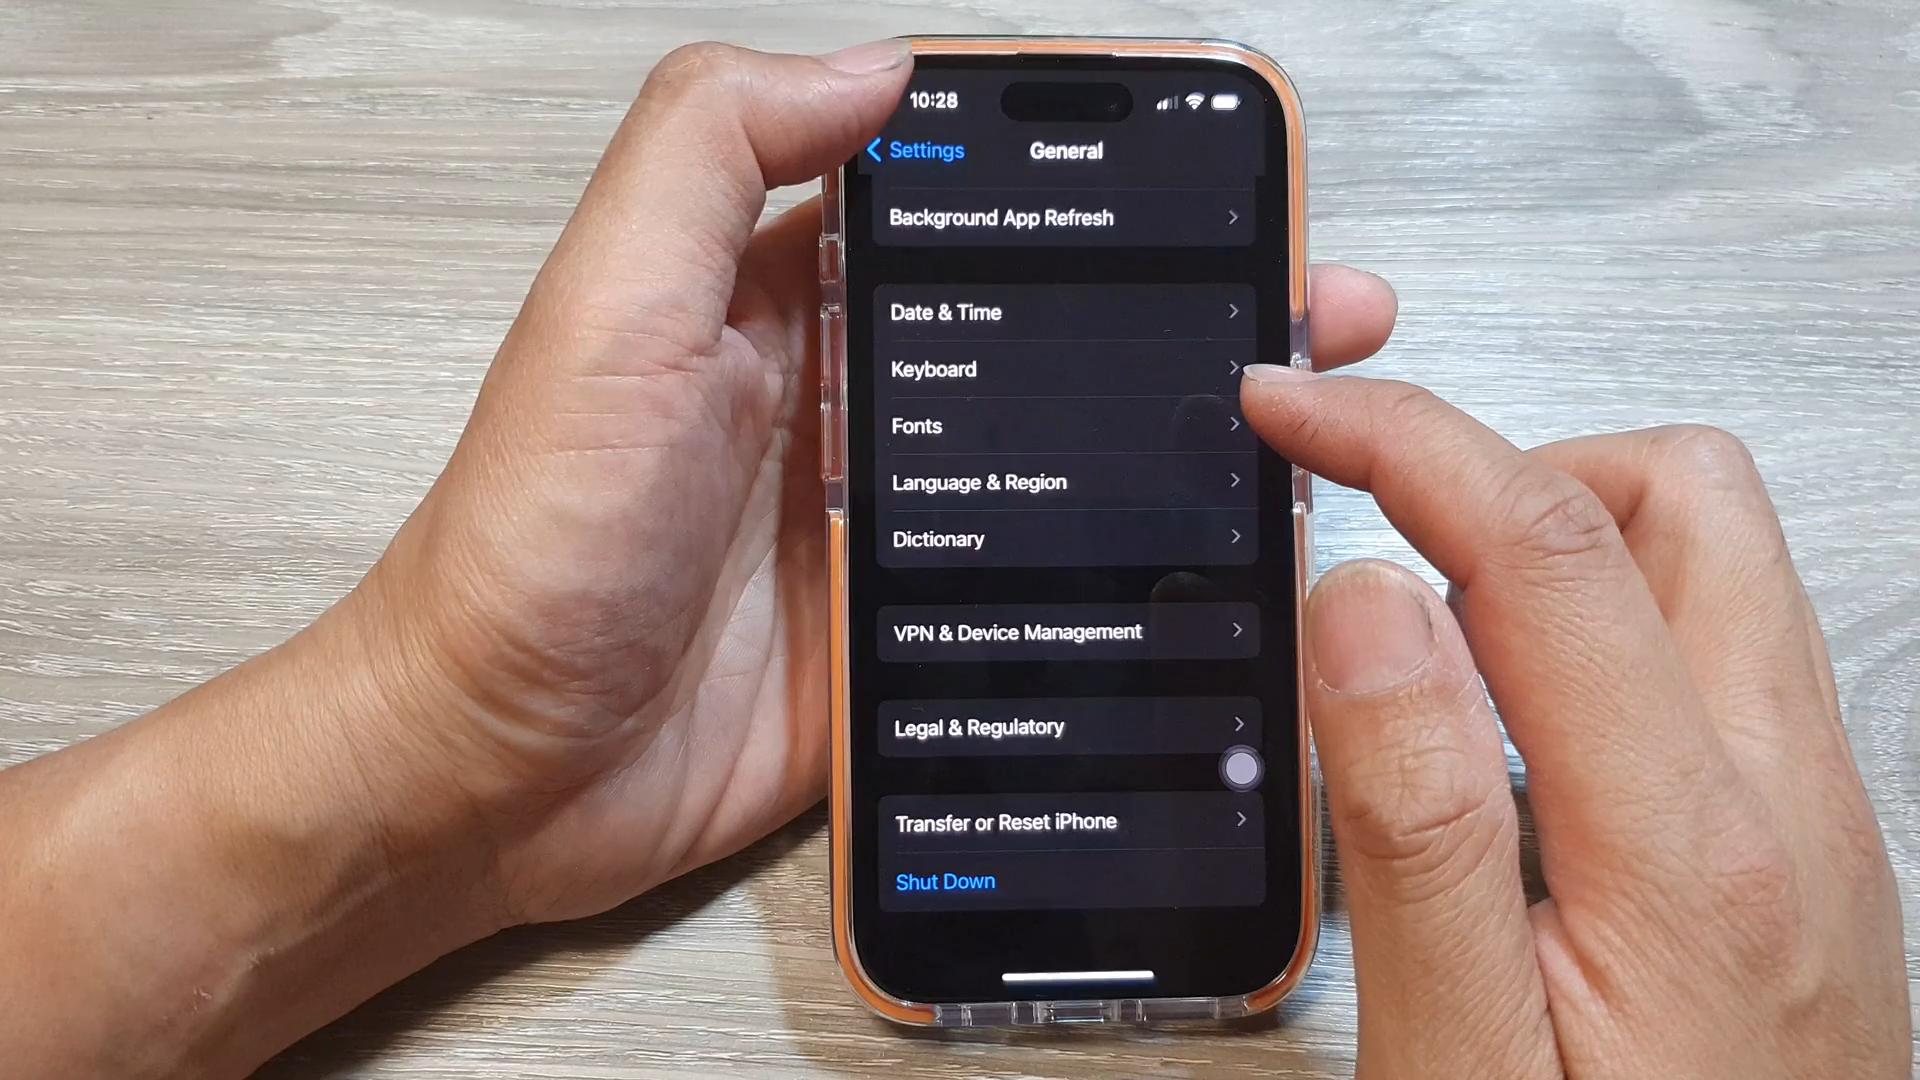 10:28
Settings
General
Background App Refresh
Date & Time
Keyboard
Fonts
Language & Region
Dictionary
VPN & Device Management
Legal & Regulatory
Transfer or Reset iPhone
Shut Down